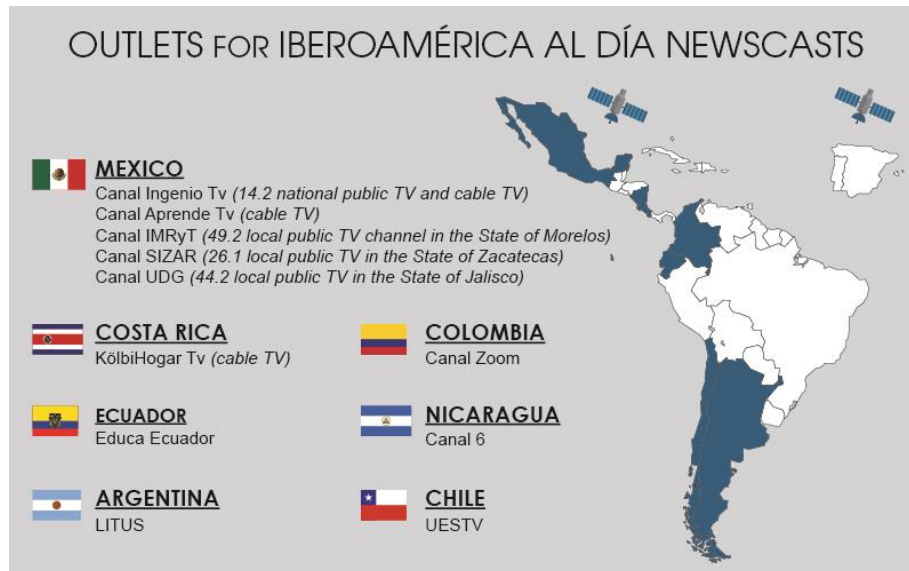 OUTLETS FOR IBEROAMÉRICA AL DÍA NEWSCASTS
MEXICO
Canal Ingenio Tv (14.2 national public TV and cable TV)
Canal Aprende Tv (cable TV)
Canal IMRyT (49.2 local public TV channel in the State of Morelos)
Canal SIZAR (26.1 local public TV in the State of Zacatecas)
Canal UDG (44.2 local public TV in the State of Jalisco)
COSTA RICA
KölbiHogar Tv (cable TV)
COLOMBIA
Canal Zoom
ECUADOR
Educa Ecuador
NICARAGUA
Canal 6
ARGENTINA
LITUS
CHILE
UESTV